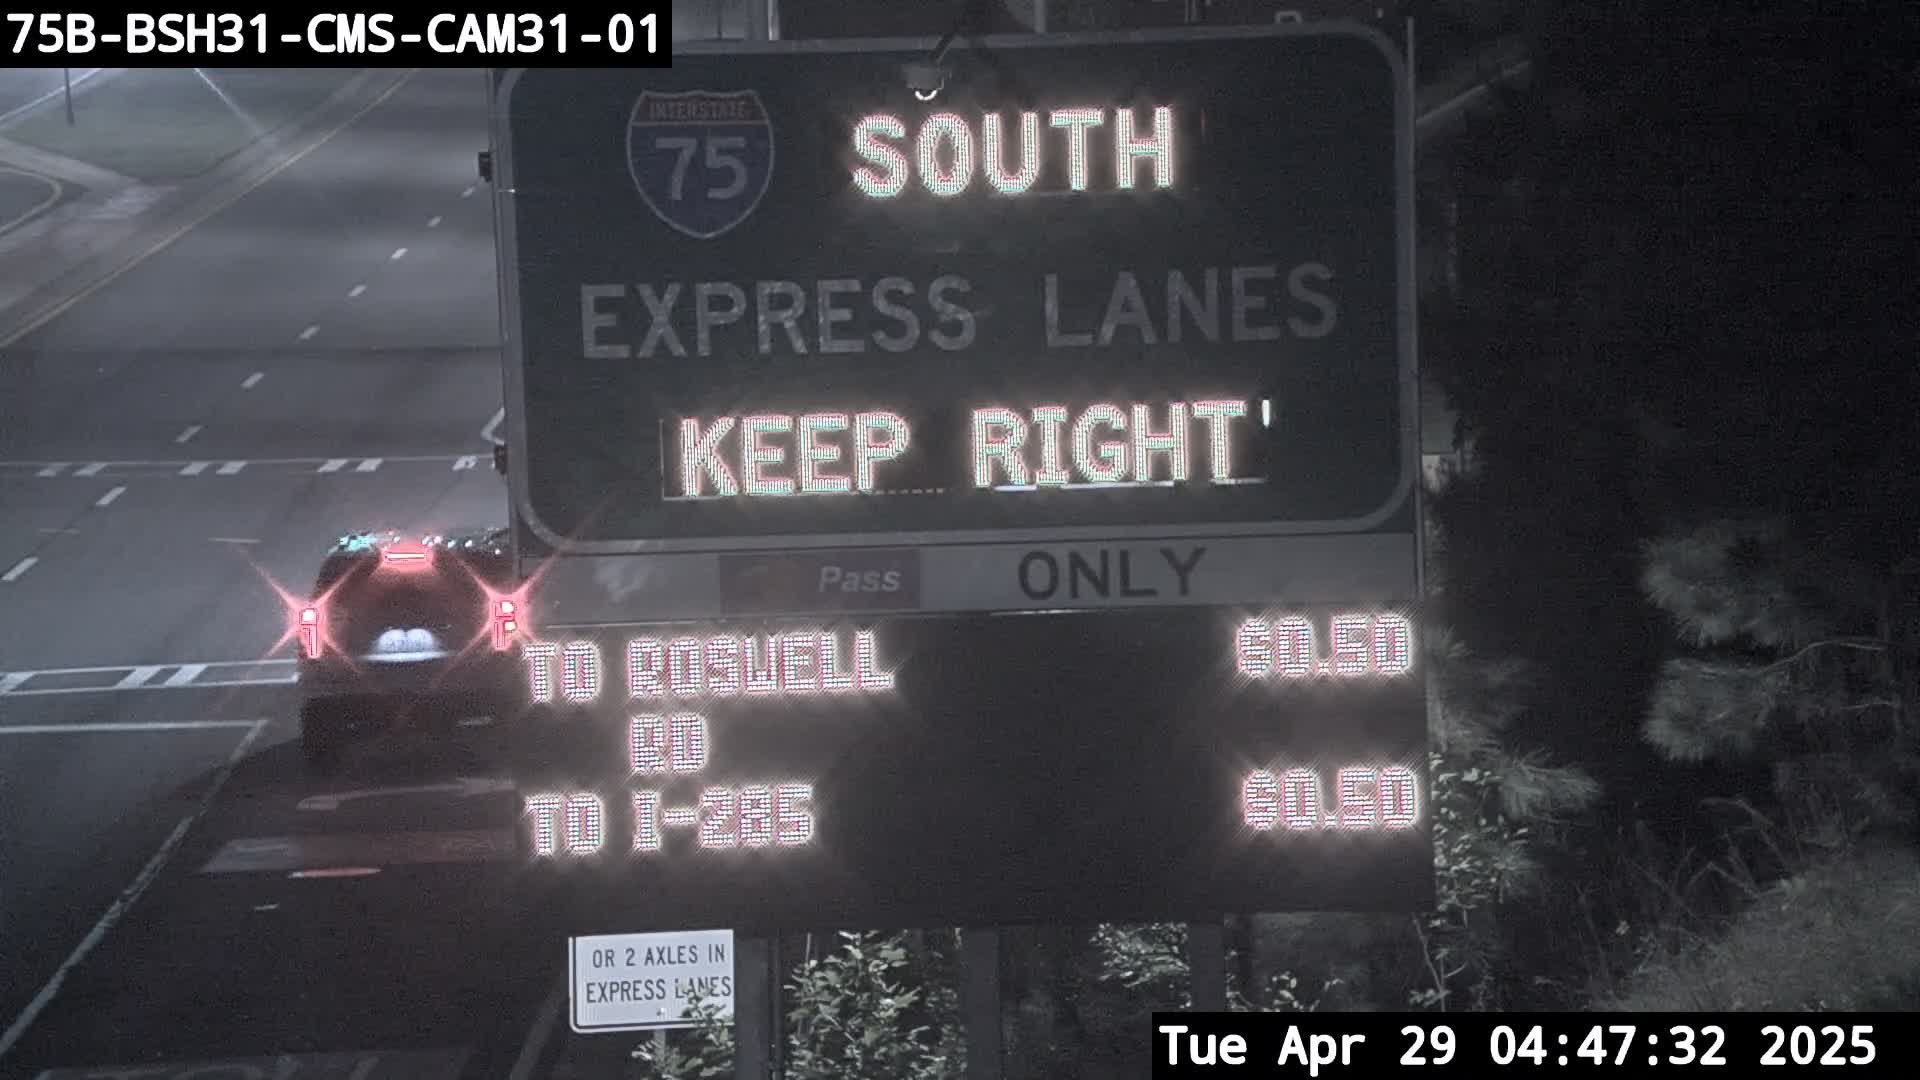 75B-BSH31-CMS-CAM31-01
INTERSTATE
75
SOUTH
EXPRESS LANES
KEEP RIGHT
Pass ONLY
TO ROSWELL $0.50
RD
TO I-285 $0.50
OR 2 AXLES IN
EXPRESS LANES
Tue Apr 29 04:47:32 2025